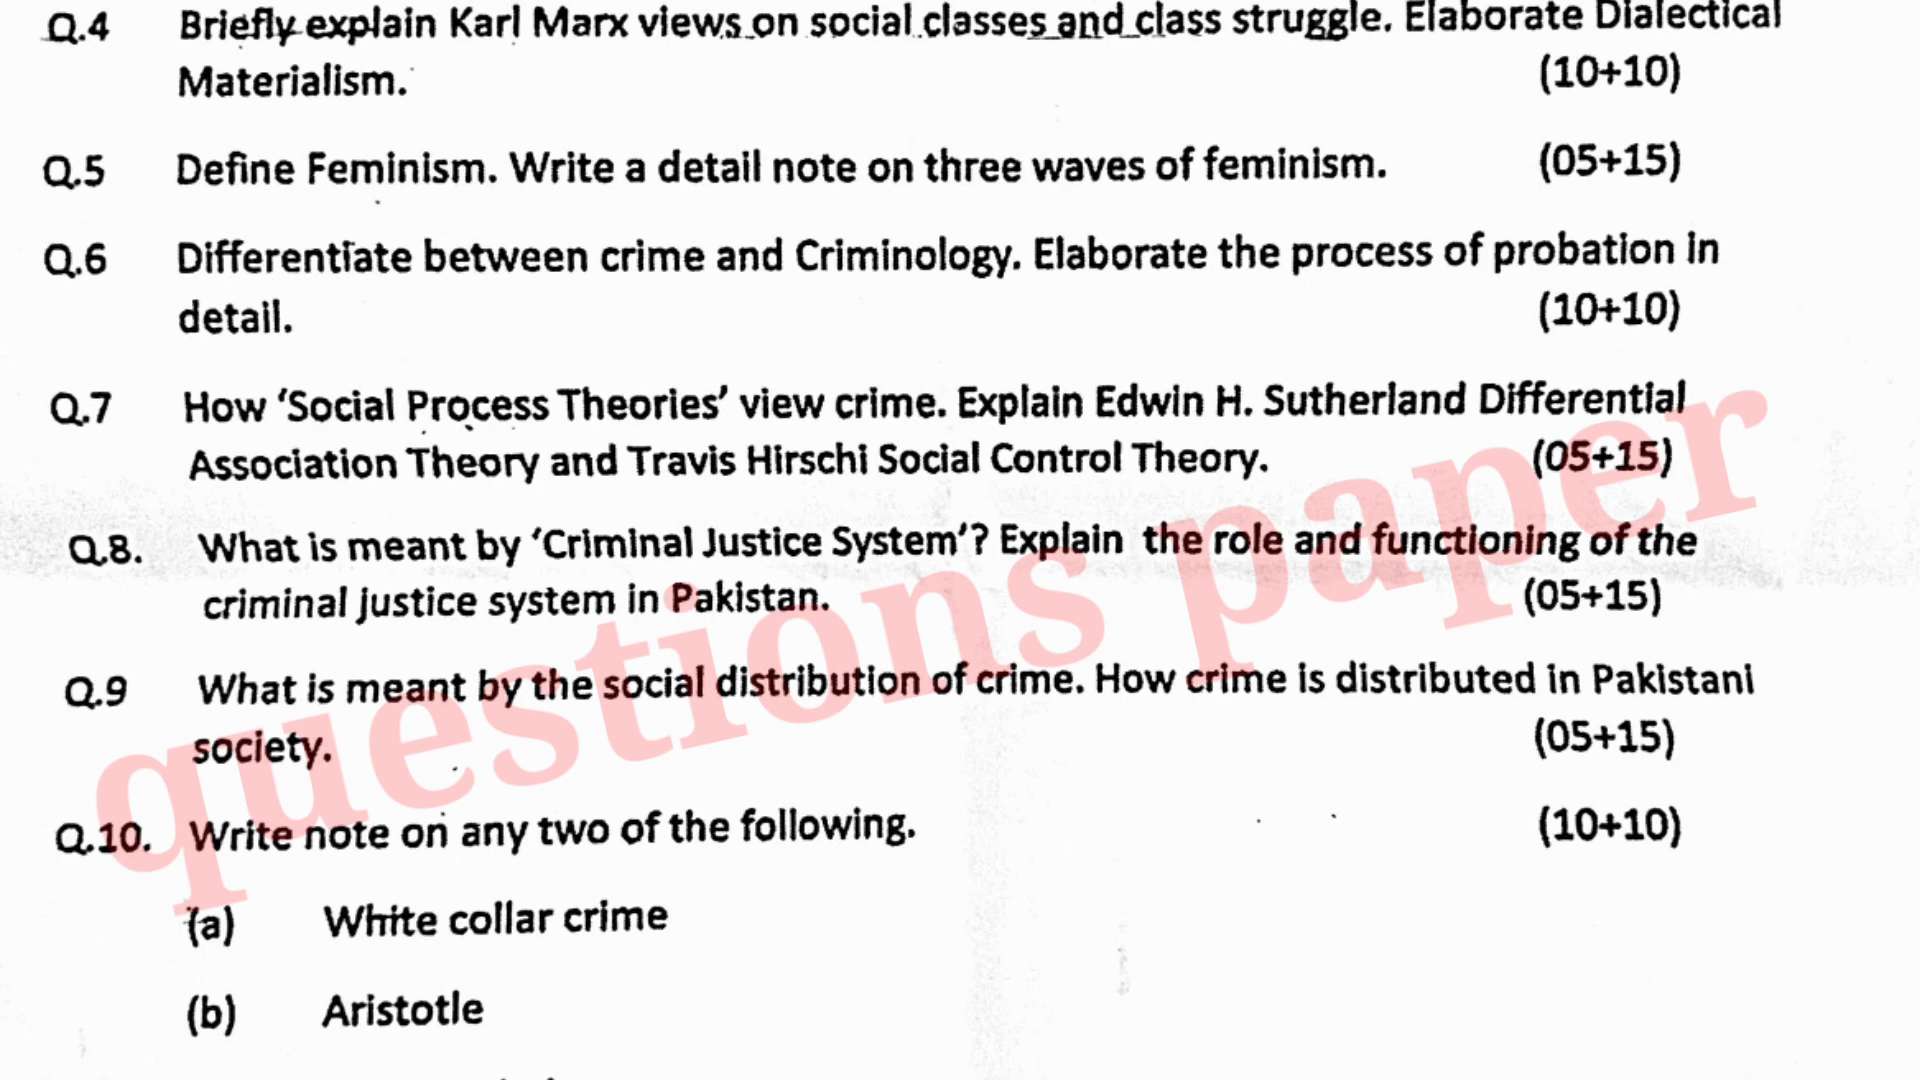 Q.4 Briefly explain Karl Marx views on social classes and class struggle. Elaborate Dialectical
Materialism. (10+10)
Q.5 Define Feminism. Write a detail note on three waves of feminism. (05+15)
Q.6 Differentiate between crime and Criminology. Elaborate the process of probation in
detail. (10+10)
Q.7 How 'Social Process Theories' view crime. Explain Edwin H. Sutherland Differential
Association Theory and Travis Hirschi Social Control Theory. (05+15)
Q.8. What is meant by 'Criminal Justice System'? Explain the role and functioning of the
criminal justice system in Pakistan. (05+15)
Q.9 What is meant by the social distribution of crime. How crime is distributed in Pakistani
society. (05+15)
Q.10. Write note on any two of the following. (10+10)
(a) White collar crime
(b) Aristotle
questions paper